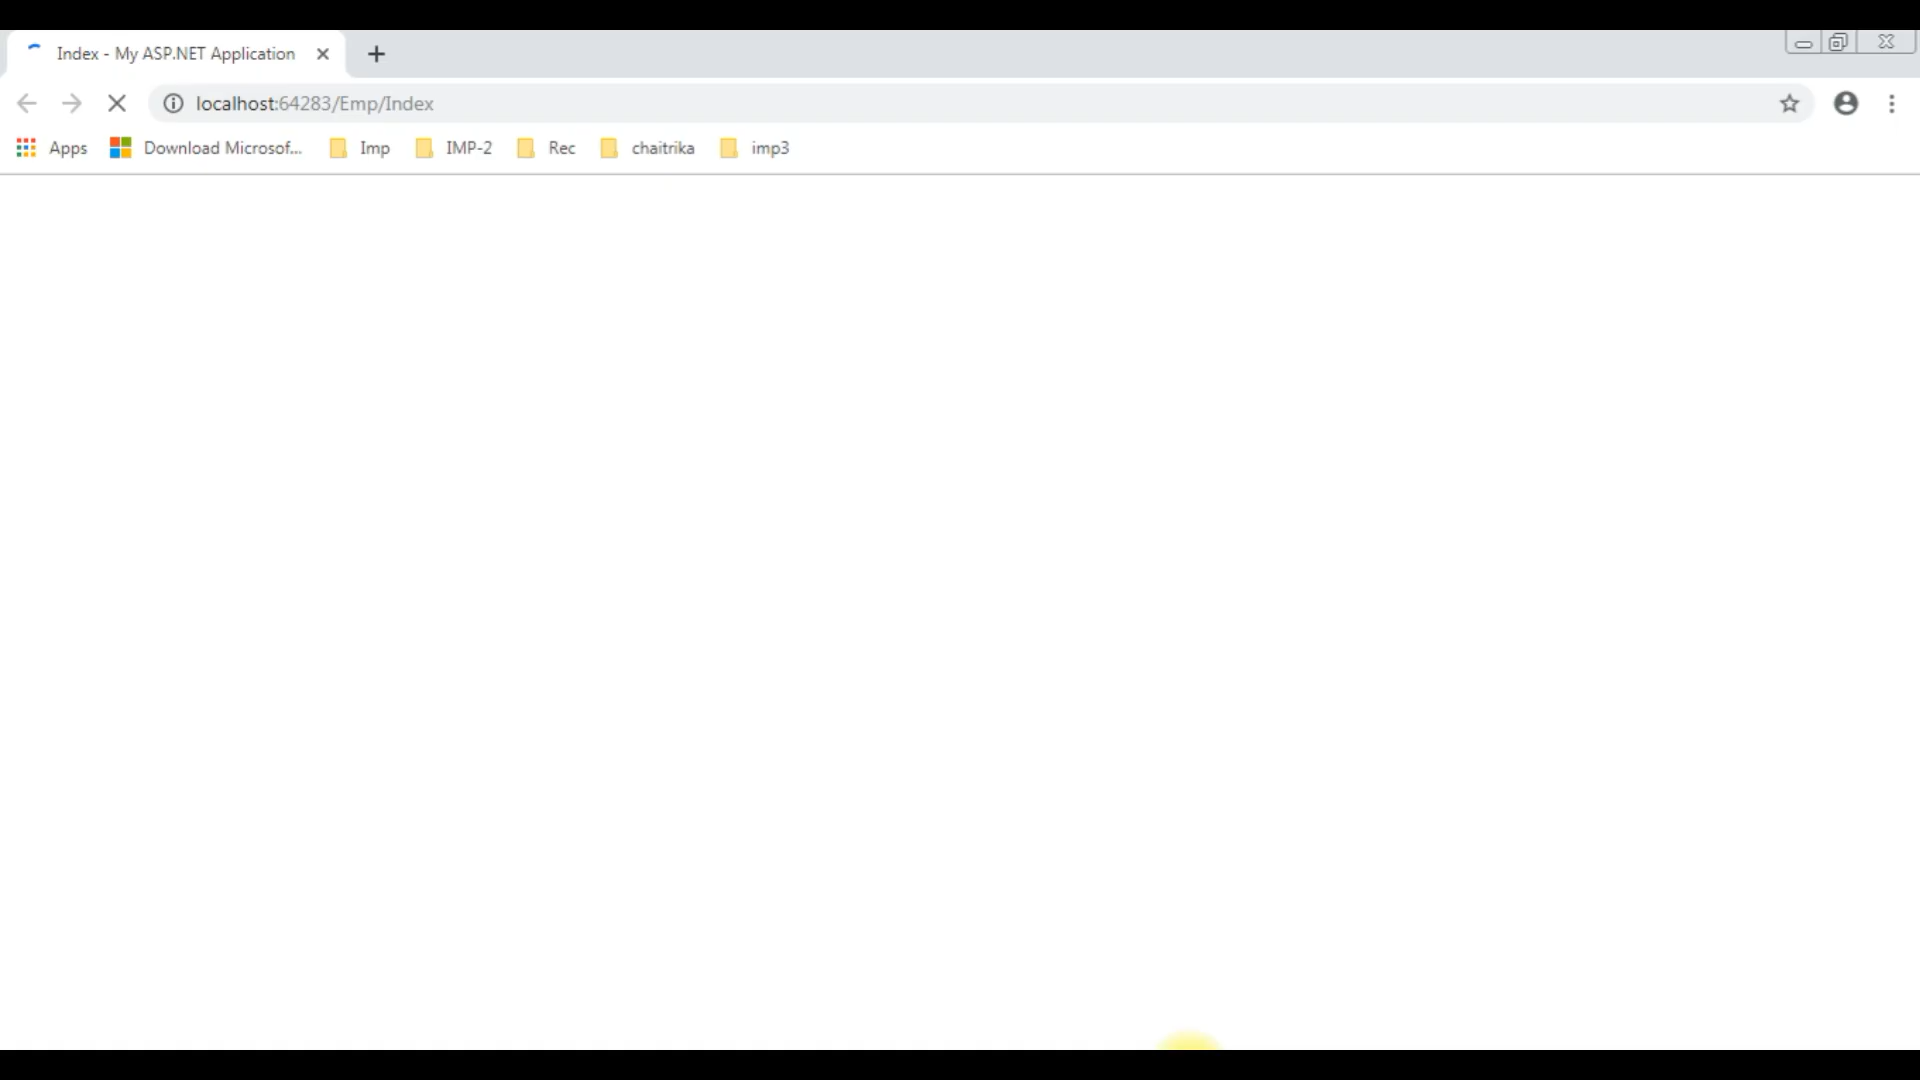 Index - My ASP.NET Application
localhost:64283/Emp/Index
Apps Download Microsof... Imp IMP-2 Rec chaitrika imp3